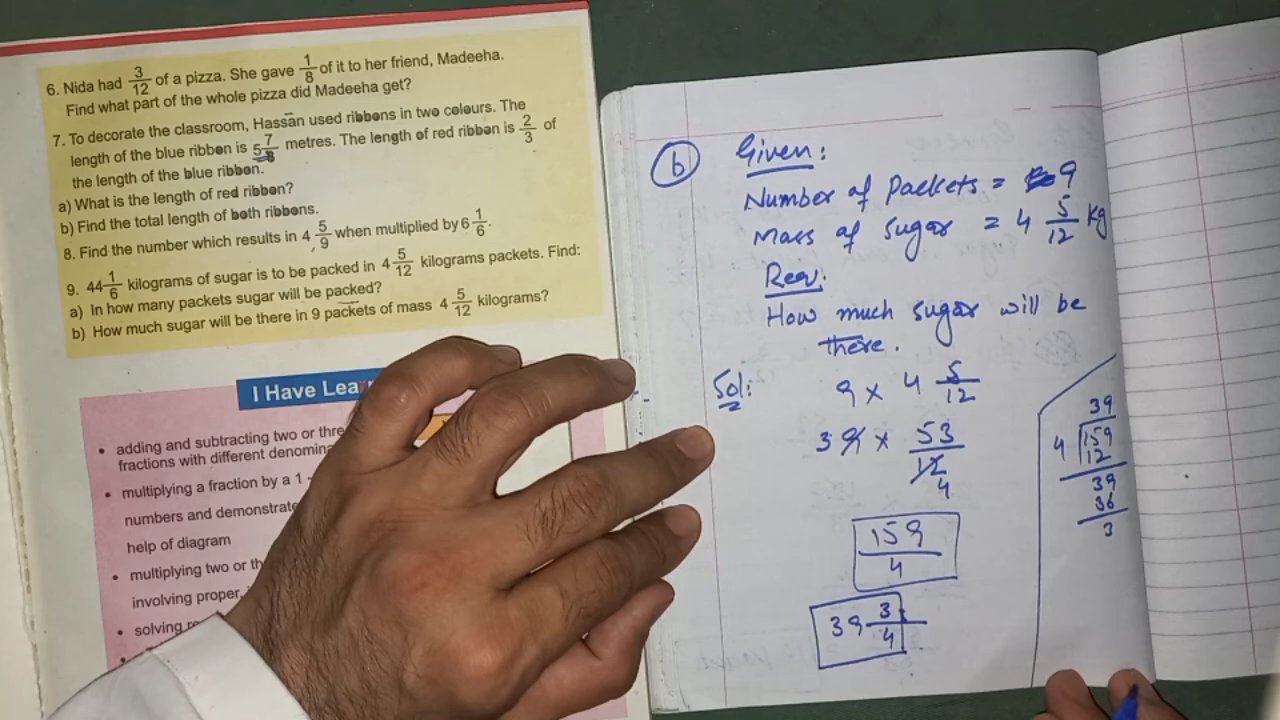 6. Nida had 3/12 of a pizza. She gave 1/8 of it to her friend, Madeeha.
Find what part of the whole pizza did Madeeha get?
7. To decorate the classroom, Hassan used ribbons in two colours. The
length of the blue ribbon is 5 7/8 metres. The length of red ribbon is 2/3 of
the length of the blue ribbon.
a) What is the length of red ribbon?
b) Find the total length of both ribbons.
8. Find the number which results in 4 5/9 when multiplied by 6 1/6.
9. 44 1/6 kilograms of sugar is to be packed in 4 5/12 kilograms packets. Find:
a) In how many packets sugar will be packed?
b) How much sugar will be there in 9 packets of mass 4 5/12 kilograms?
I Have Lea
• adding and subtracting two or thre
fractions with different denomin
• multiplying a fraction by a 1 -
numbers and demonstrate
help of diagram
• multiplying two or th
involving proper,
• solving re
b Given:
Number of Packets = 9
Mass of sugar = 4 5/12 kg
Req:
How much sugar will be
there.
Sol: 9 x 4 5/12
3 9 x 53/12
4
159/4
39 3/4
39
4 159
12
39
36
3